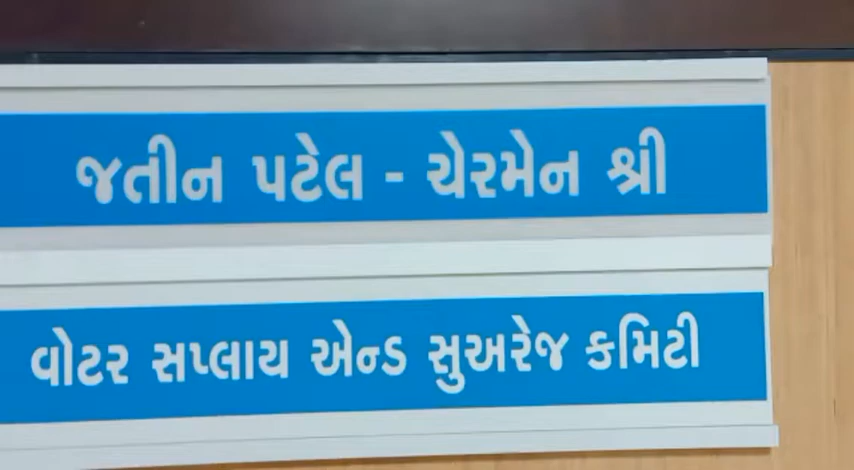 જતીન પટેલ - ચેરમેન શ્રી
વોટર સપ્લાય એન્ડ સુઅરેજ કમિટી